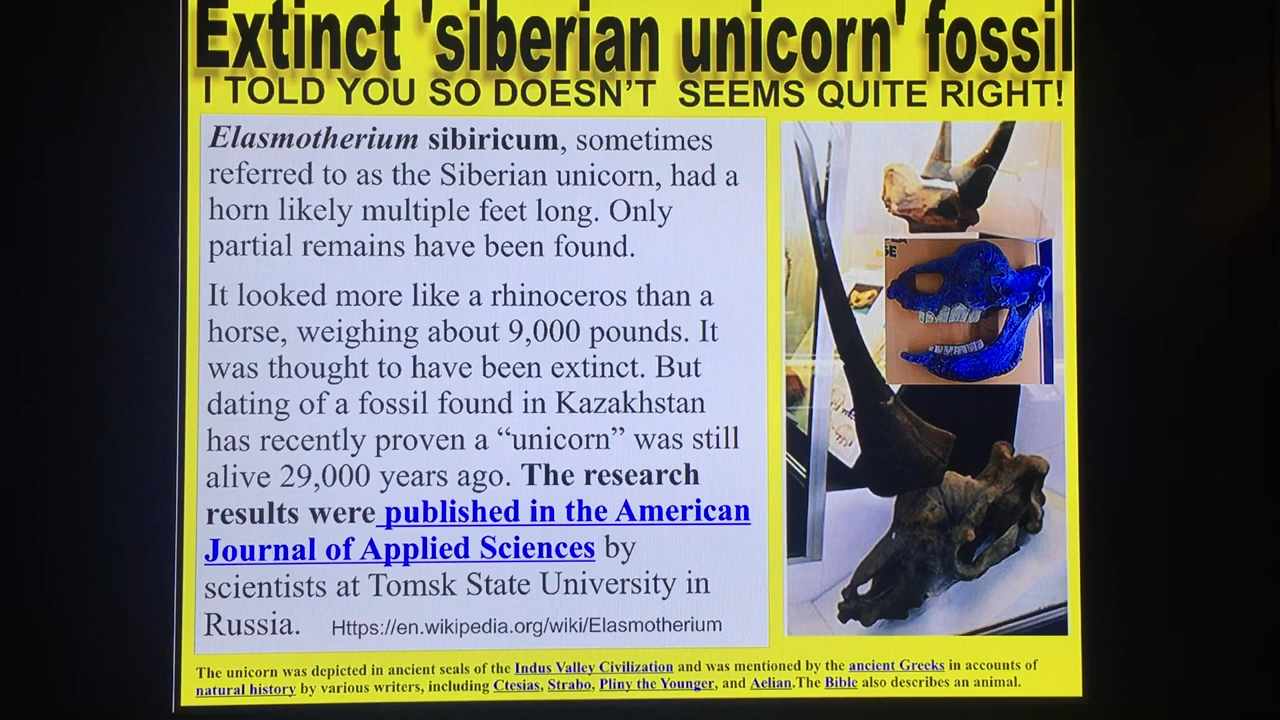 Extinct 'siberian unicorn' fossil
I TOLD YOU SO DOESN'T SEEMS QUITE RIGHT!
Elasmotherium sibiricum, sometimes
referred to as the Siberian unicorn, had a
horn likely multiple feet long. Only
partial remains have been found.
It looked more like a rhinoceros than a
horse, weighing about 9,000 pounds. It
was thought to have been extinct. But
dating of a fossil found in Kazakhstan
has recently proven a “unicorn” was still
alive 29,000 years ago. The research
results were published in the American
Journal of Applied Sciences by
scientists at Tomsk State University in
Russia. Https://en.wikipedia.org/wiki/Elasmotherium
The unicorn was depicted in ancient seals of the Indus Valley Civilization and was mentioned by the ancient Greeks in accounts of
natural history by various writers, including Ctesias, Strabo, Pliny the Younger, and Aelian.The Bible also describes an animal.